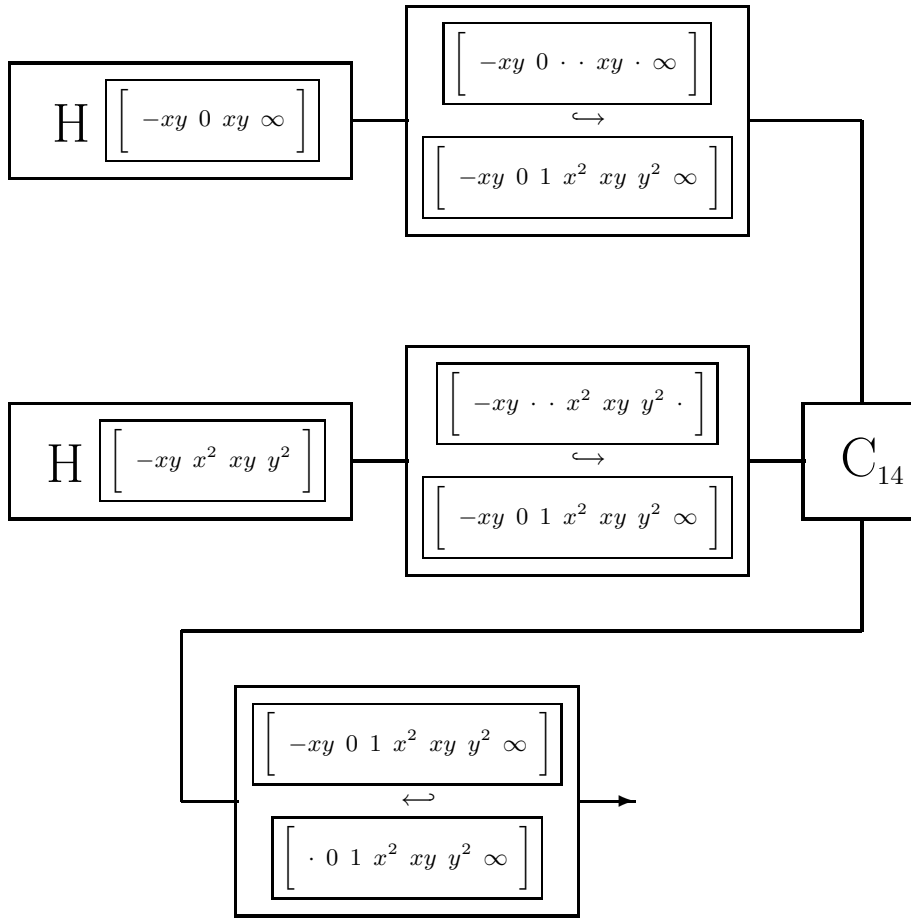 [ −xy 0 · · xy · ∞ ]
H [ −xy 0 xy ∞ ]
↪
[ −xy 0 1 x² xy y² ∞ ]
[ −xy · · x² xy y² · ]
H [ −xy x² xy y² ]
↪
C₁₄
[ −xy 0 1 x² xy y² ∞ ]
[ −xy 0 1 x² xy y² ∞ ]
↩
[ · 0 1 x² xy y² ∞ ]